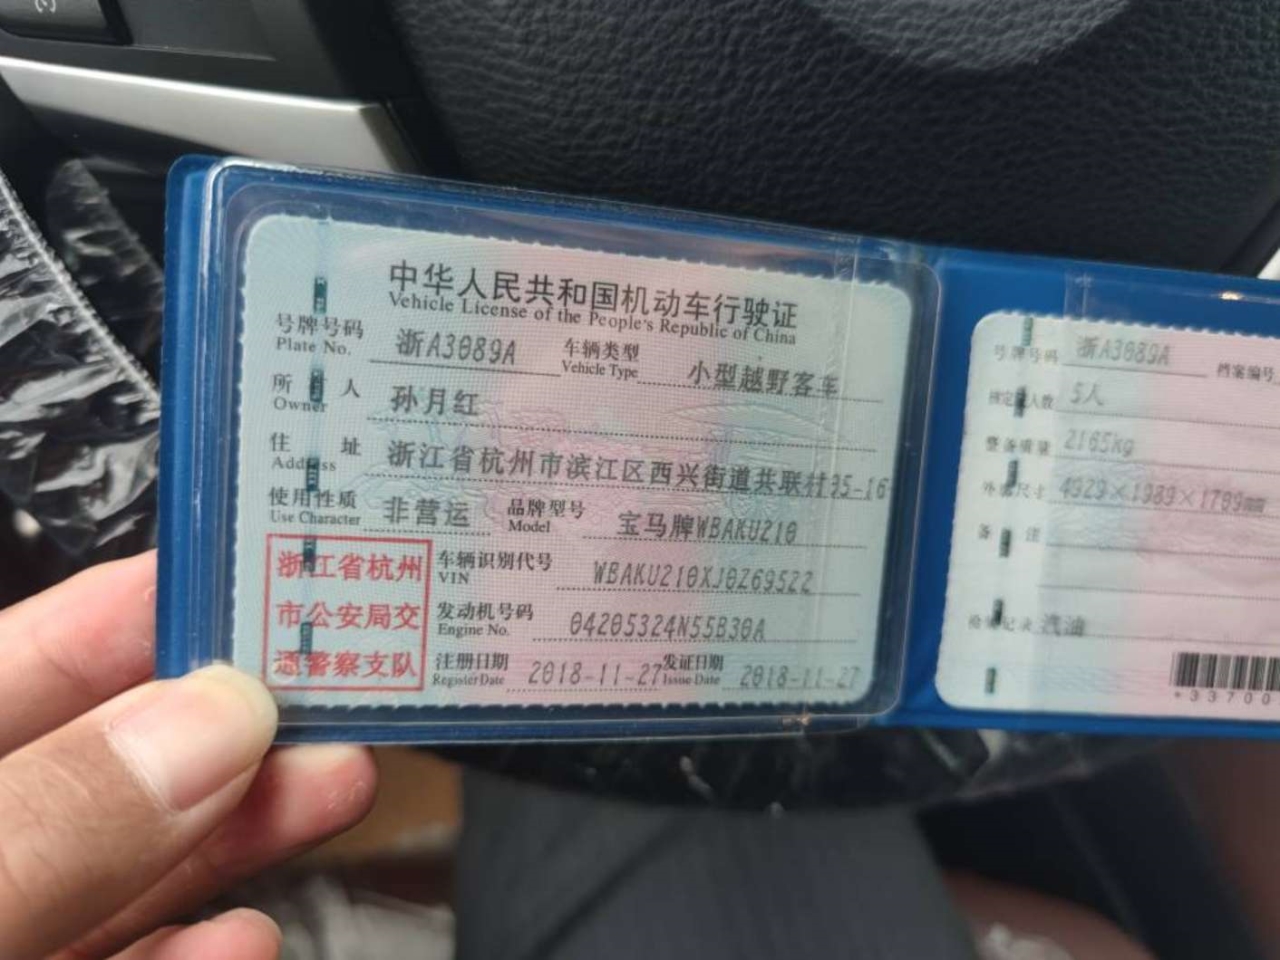 中华人民共和国机动车行驶证
Vehicle License of the People's Republic of China
号牌号码 浙A3089A 车辆类型 小型越野客车
Plate No. Vehicle Type
所有人 孙月红
Owner
住址 浙江省杭州市滨江区西兴街道共联村95-16
Address
使用性质 非营运 品牌型号 宝马牌WBAKU210
Use Character Model
浙江省杭州
市公安局交
通警察支队
车辆识别代号 WBAKU210XJ0Z69522
VIN
发动机号码 04205324N55B30A
Engine No.
注册日期 2018-11-27 发证日期 2018-11-27
Register Date Issue Date
号牌号码 浙A3089A 档案编号
核定载人数 5人
整备质量 2165kg
外廓尺寸 4929×1989×1709mm
备注
检验记录 汽油
*33700